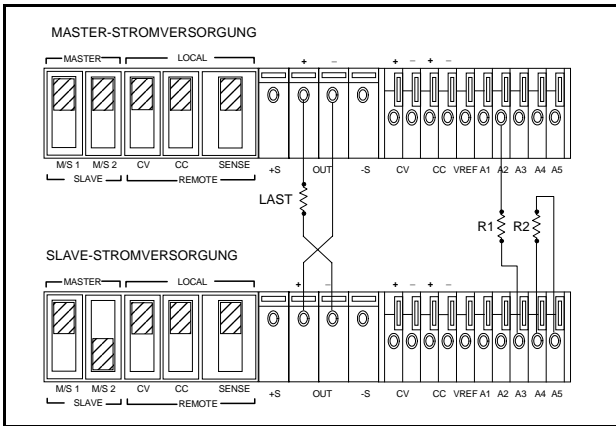 MASTER-STROMVERSORGUNG
MASTER LOCAL + – + – + –
M/S 1 M/S 2 CV CC SENSE +S OUT -S CV CC VREF A1 A2 A3 A4 A5
SLAVE REMOTE
LAST R1 R2
SLAVE-STROMVERSORGUNG
MASTER LOCAL + – + – + –
M/S 1 M/S 2 CV CC SENSE +S OUT -S CV CC VREF A1 A2 A3 A4 A5
SLAVE REMOTE